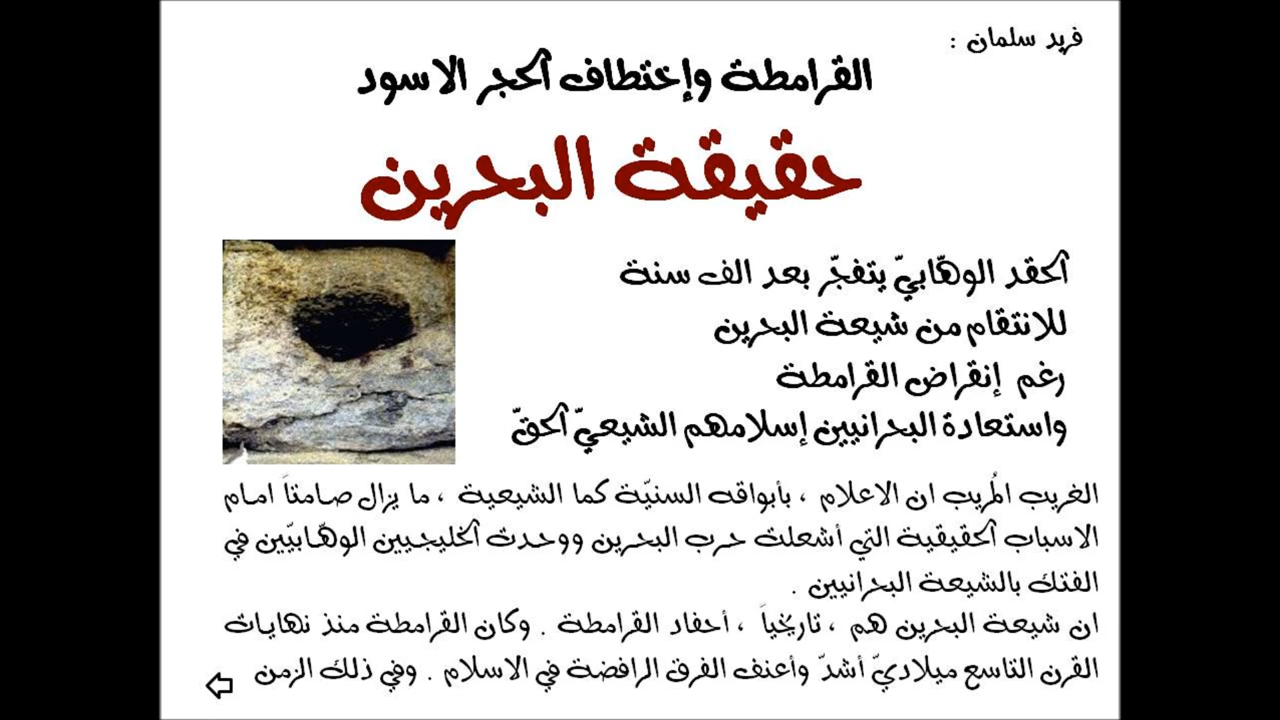 فريد سلمان :
القرامطة وإختطاف الحجر الاسود
حقيقة البحرين
الحقد الوهّابيّ يتفجّر بعد الف سنة
للانتقام من شيعة البحرين
رغم إنقراض القرامطة
واستعادة البحرانيين إسلامهم الشيعيّ الحقّ
الغريب المُريب ان الاعلام ، بأبواقه السنيّة كما الشيعية ، ما يزال صامتاَ امام
الاسباب الحقيقية التي أشعلت حرب البحرين ووحدت الخليجيين الوهّابيّين في
الفتك بالشيعة البحرانيين .
ان شيعة البحرين هم ، تاريخياَ ، أحفاد القرامطة . وكان القرامطة منذ نهايات
القرن التاسع ميلاديّ أشدّ وأعنف الفرق الرافضة في الاسلام . وفي ذلك الزمن